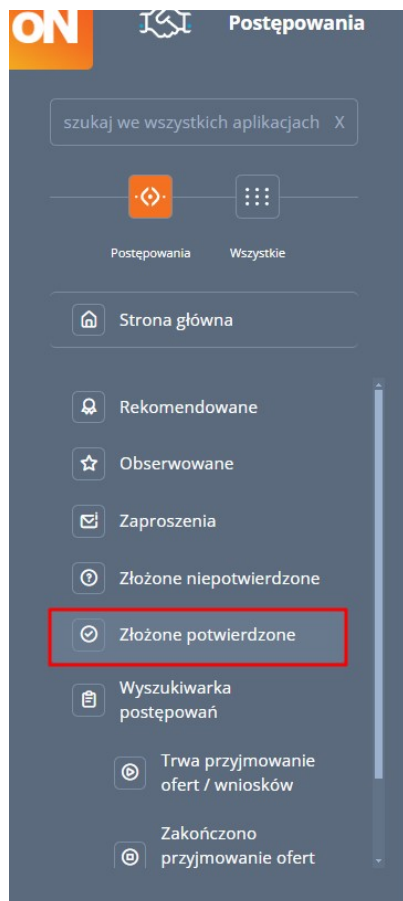 ON
Postępowania
szukaj we wszystkich aplikacjach X
Postępowania
Wszystkie
Strona główna
Rekomendowane
Obserwowane
Zaproszenia
Złożone niepotwierdzone
Złożone potwierdzone
Wyszukiwarka
postępowań
Trwa przyjmowanie
ofert / wniosków
Zakończono
przyjmowanie ofert